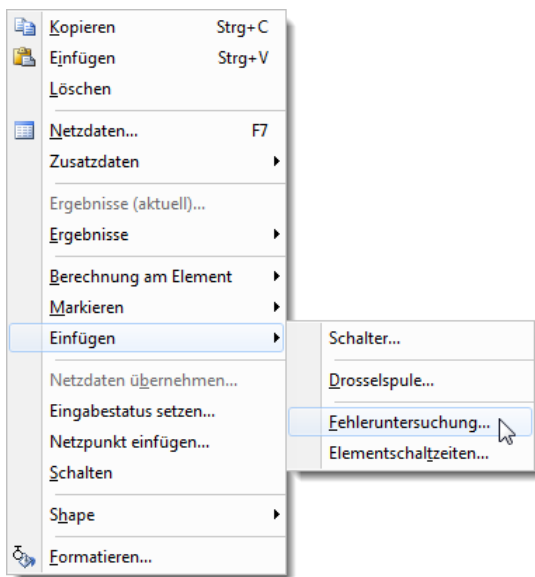 Kopieren Strg+C
Einfügen Strg+V
Löschen
Netzdaten... F7
Zusatzdaten
Ergebnisse (aktuell)...
Ergebnisse
Berechnung am Element
Markieren
Einfügen
Schalter...
Drosselspule...
Netzdaten übernehmen...
Fehleruntersuchung...
Eingabestatus setzen...
Elementschaltzeiten...
Netzpunkt einfügen...
Schalten
Shape
Formatieren...